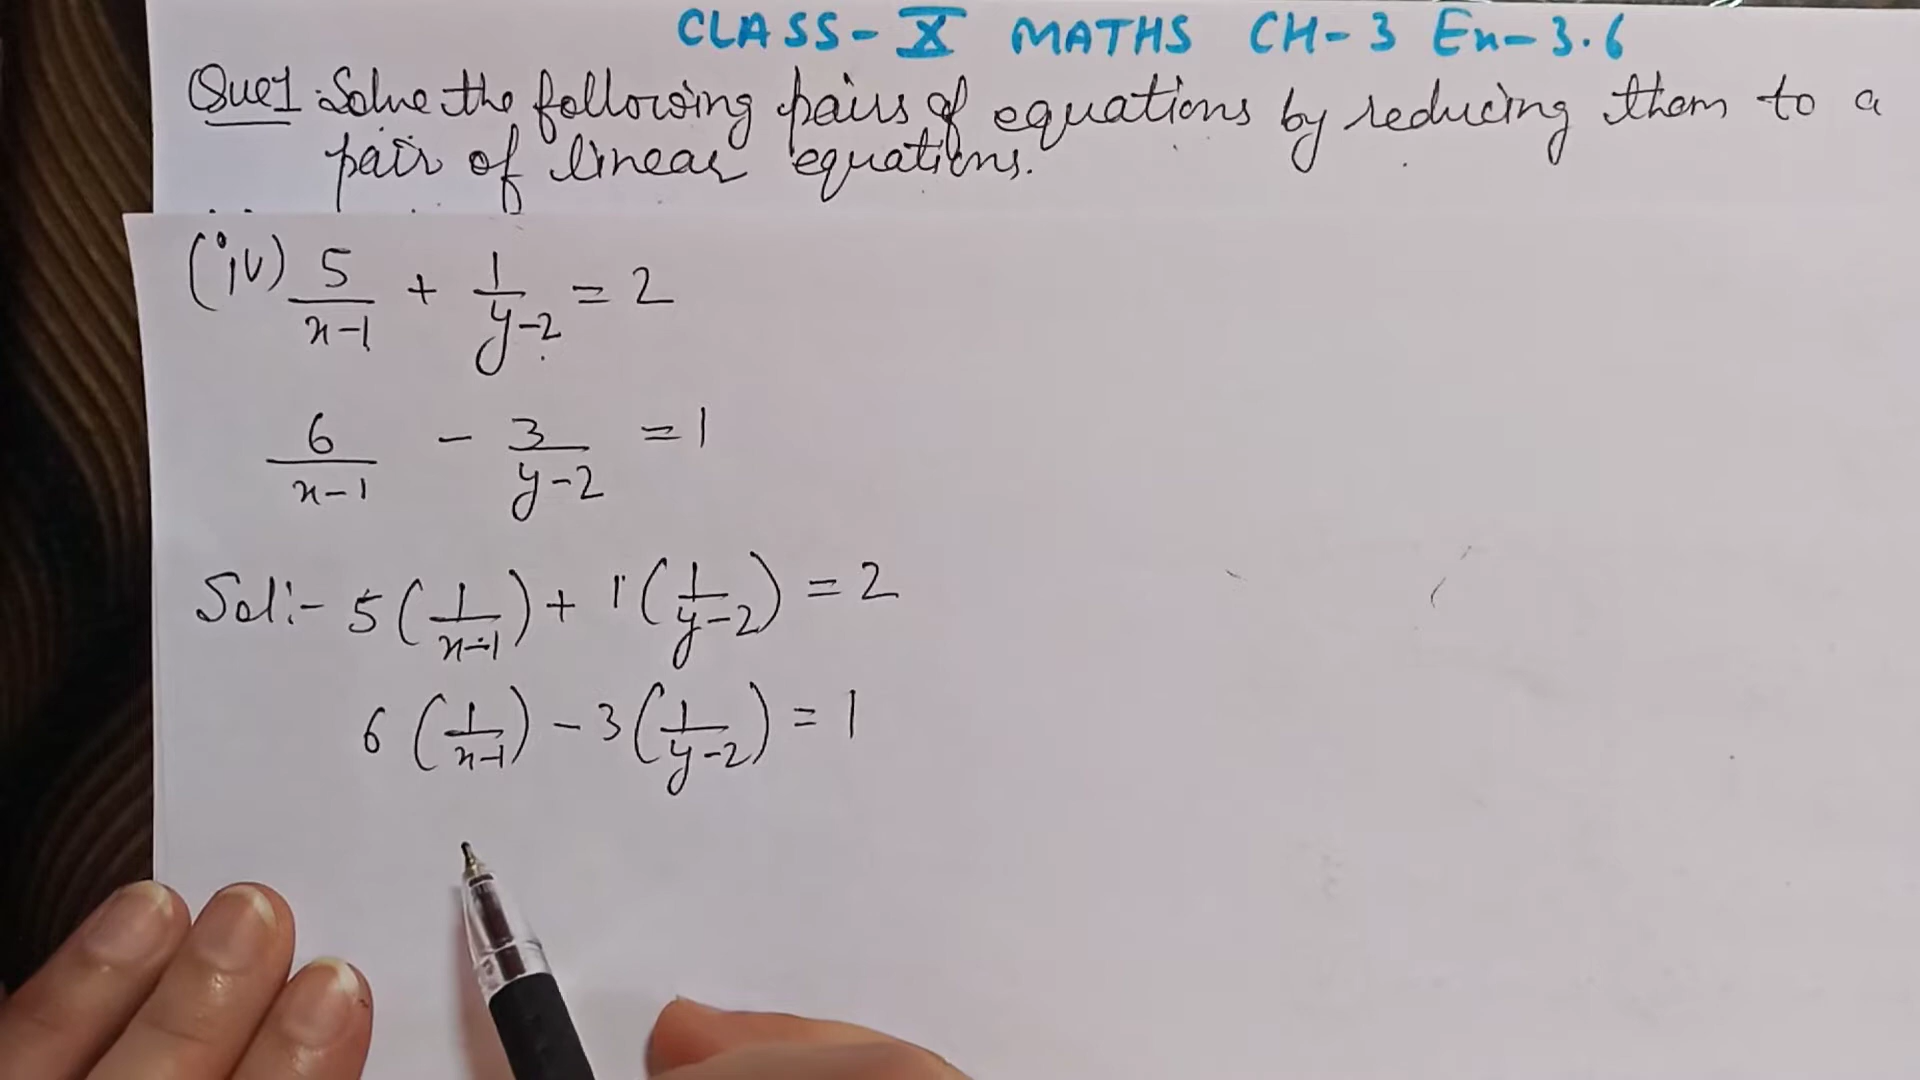 CLASS-X MATHS CH-3 Ex-3.6
Que1 Solve the following pairs of equations by reducing them to a
pair of linear equations.
(iv) 5/(x-1) + 1/(y-2) = 2
6/(x-1) - 3/(y-2) = 1
Sol:- 5(1/(x-1)) + 1(1/(y-2)) = 2
6(1/(x-1)) - 3(1/(y-2)) = 1